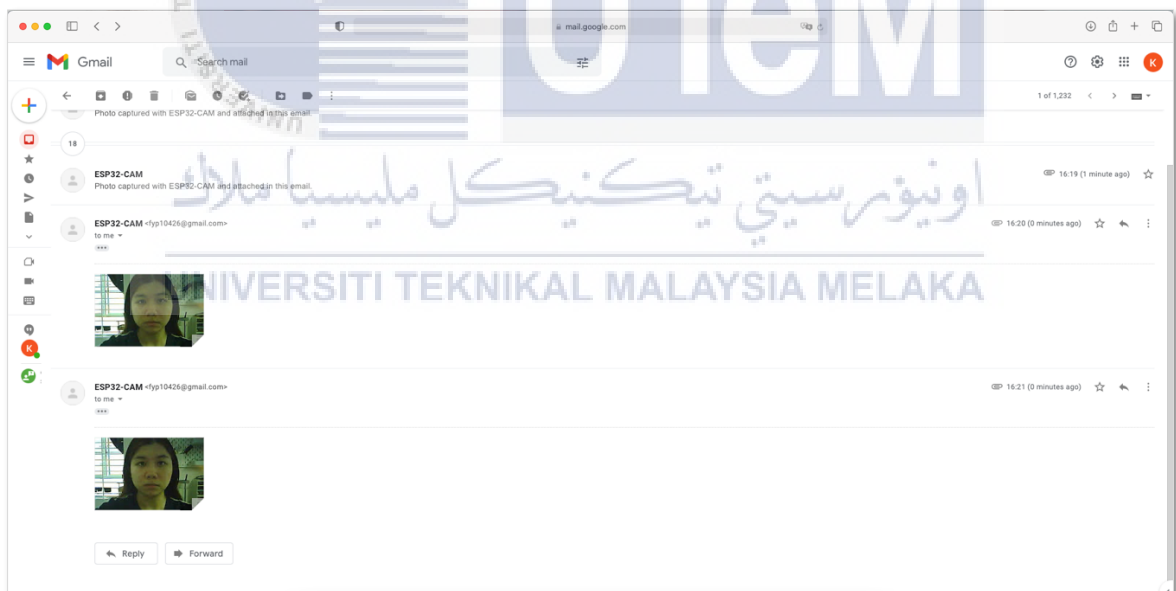 UTeM
mail.google.com
Gmail
Search mail
K
1 of 1,232
Photo captured with ESP32-CAM and attached in this email.
18
ESP32-CAM
16:19 (1 minute ago)
Photo captured with ESP32-CAM and attached in this email.
اونيۏرسيتي تيكنيكل مليسيا ملاك
ESP32-CAM <fyp10426@gmail.com>
16:20 (0 minutes ago)
to me
UNIVERSITI TEKNIKAL MALAYSIA MELAKA
K
ESP32-CAM <fyp10426@gmail.com>
16:21 (0 minutes ago)
to me
Reply
Forward